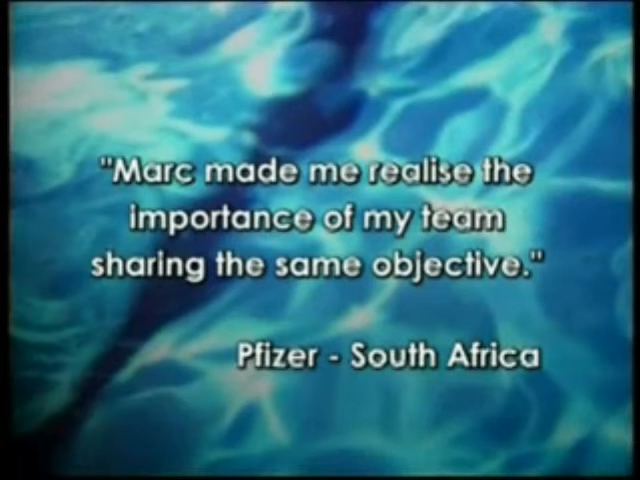 "Marc made me realise the
importance of my team
sharing the same objective."
Pfizer - South Africa